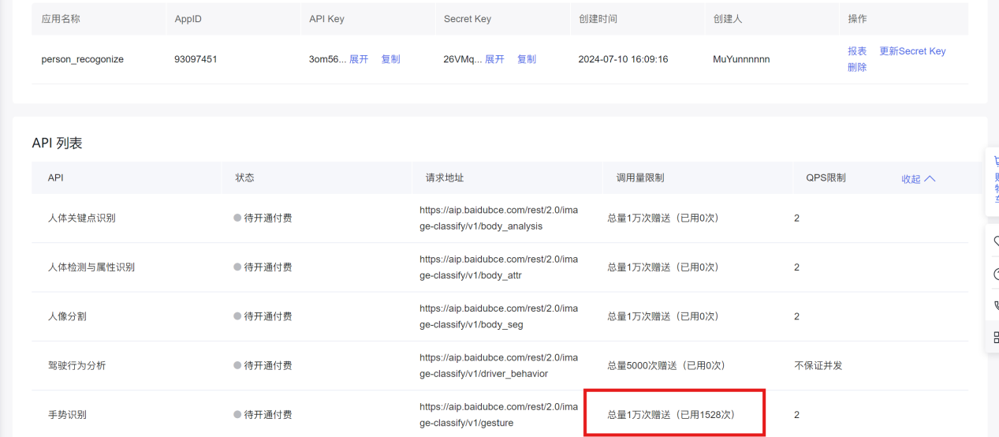 应用名称 AppID API Key Secret Key 创建时间 创建人 操作
person_recogonize 93097451 3om56... 展开 复制 26VMq... 展开 复制 2024-07-10 16:09:16 MuYunnnnnn 报表 更新Secret Key
删除
API 列表
API 状态 请求地址 调用量限制 QPS限制 收起
人体关键点识别 待开通付费 https://aip.baidubce.com/rest/2.0/ima 总量1万次赠送（已用0次） 2
ge-classify/v1/body_analysis
人体检测与属性识别 待开通付费 https://aip.baidubce.com/rest/2.0/ima 总量1万次赠送（已用0次） 2
ge-classify/v1/body_attr
人像分割 待开通付费 https://aip.baidubce.com/rest/2.0/ima 总量1万次赠送（已用0次） 2
ge-classify/v1/body_seg
驾驶行为分析 待开通付费 https://aip.baidubce.com/rest/2.0/ima 总量5000次赠送（已用0次） 不保证并发
ge-classify/v1/driver_behavior
手势识别 待开通付费 https://aip.baidubce.com/rest/2.0/ima 总量1万次赠送（已用1528次） 2
ge-classify/v1/gesture